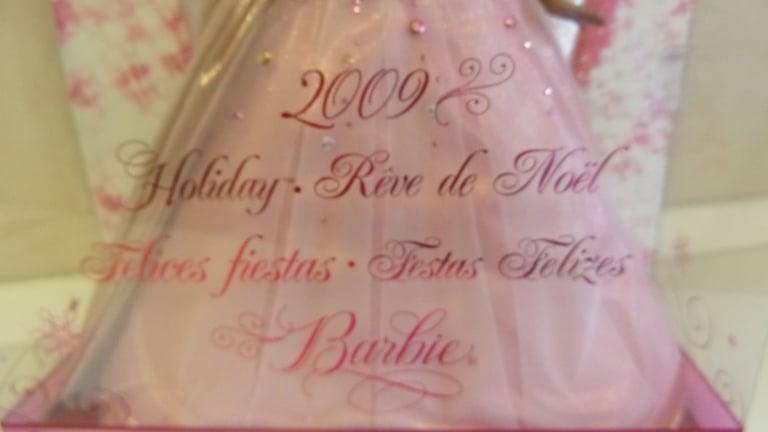 2009
Holiday • Rêve de Noël
Felices fiestas • Festas Felizes
Barbie